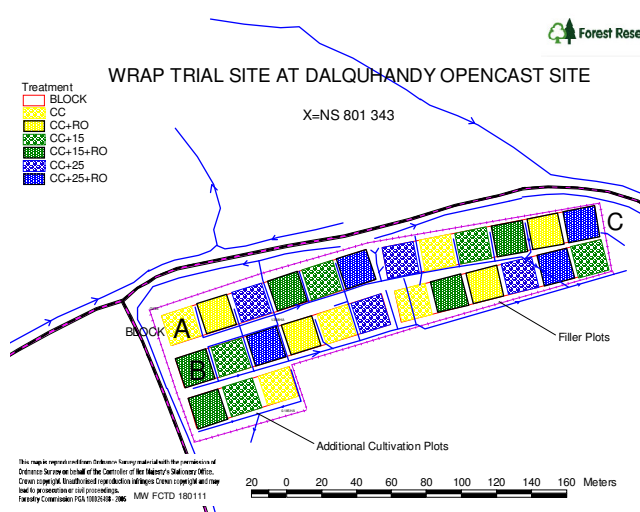 Forest Rese
WRAP TRIAL SITE AT DALQUHANDY OPENCAST SITE
X=NS 801 343
Treatment
BLOCK
CC
CC+RO
CC+15
CC+15+RO
CC+25
CC+25+RO
C
BLOCK A
B
Filler Plots
Additional Cultivation Plots
This map is reproduced from Ordnance Survey material with the permission of
Ordnance Survey on behalf of the Controller of Her Majesty's Stationery Office.
Crown copyright. Unauthorised reproduction infringes Crown copyright and may
lead to prosecution or civil proceedings.
Forestry Commission PGA 100026498 - 2005
MW FCTD 180111
20 0 20 40 60 80 100 120 140 160 Meters